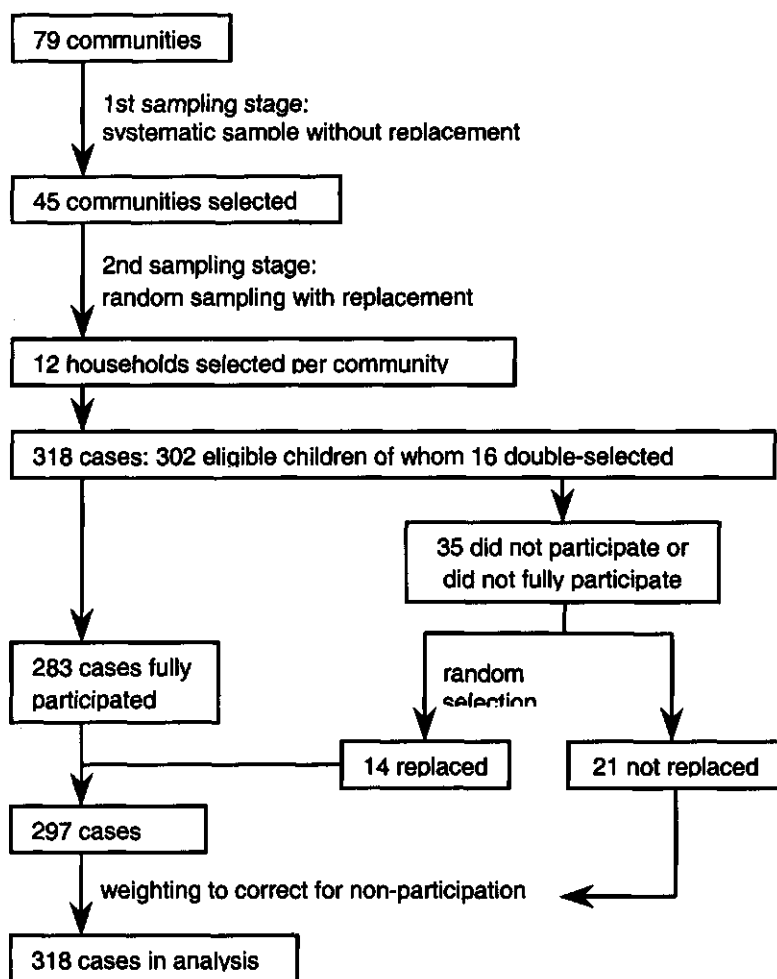 79 communities
1st sampling stage:
systematic sample without replacement
45 communities selected
2nd sampling stage:
random sampling with replacement
12 households selected per community
318 cases: 302 eligible children of whom 16 double-selected
35 did not participate or
did not fully participate
283 cases fully
participated
random
selection
14 replaced
21 not replaced
297 cases
weighting to correct for non-participation
318 cases in analysis